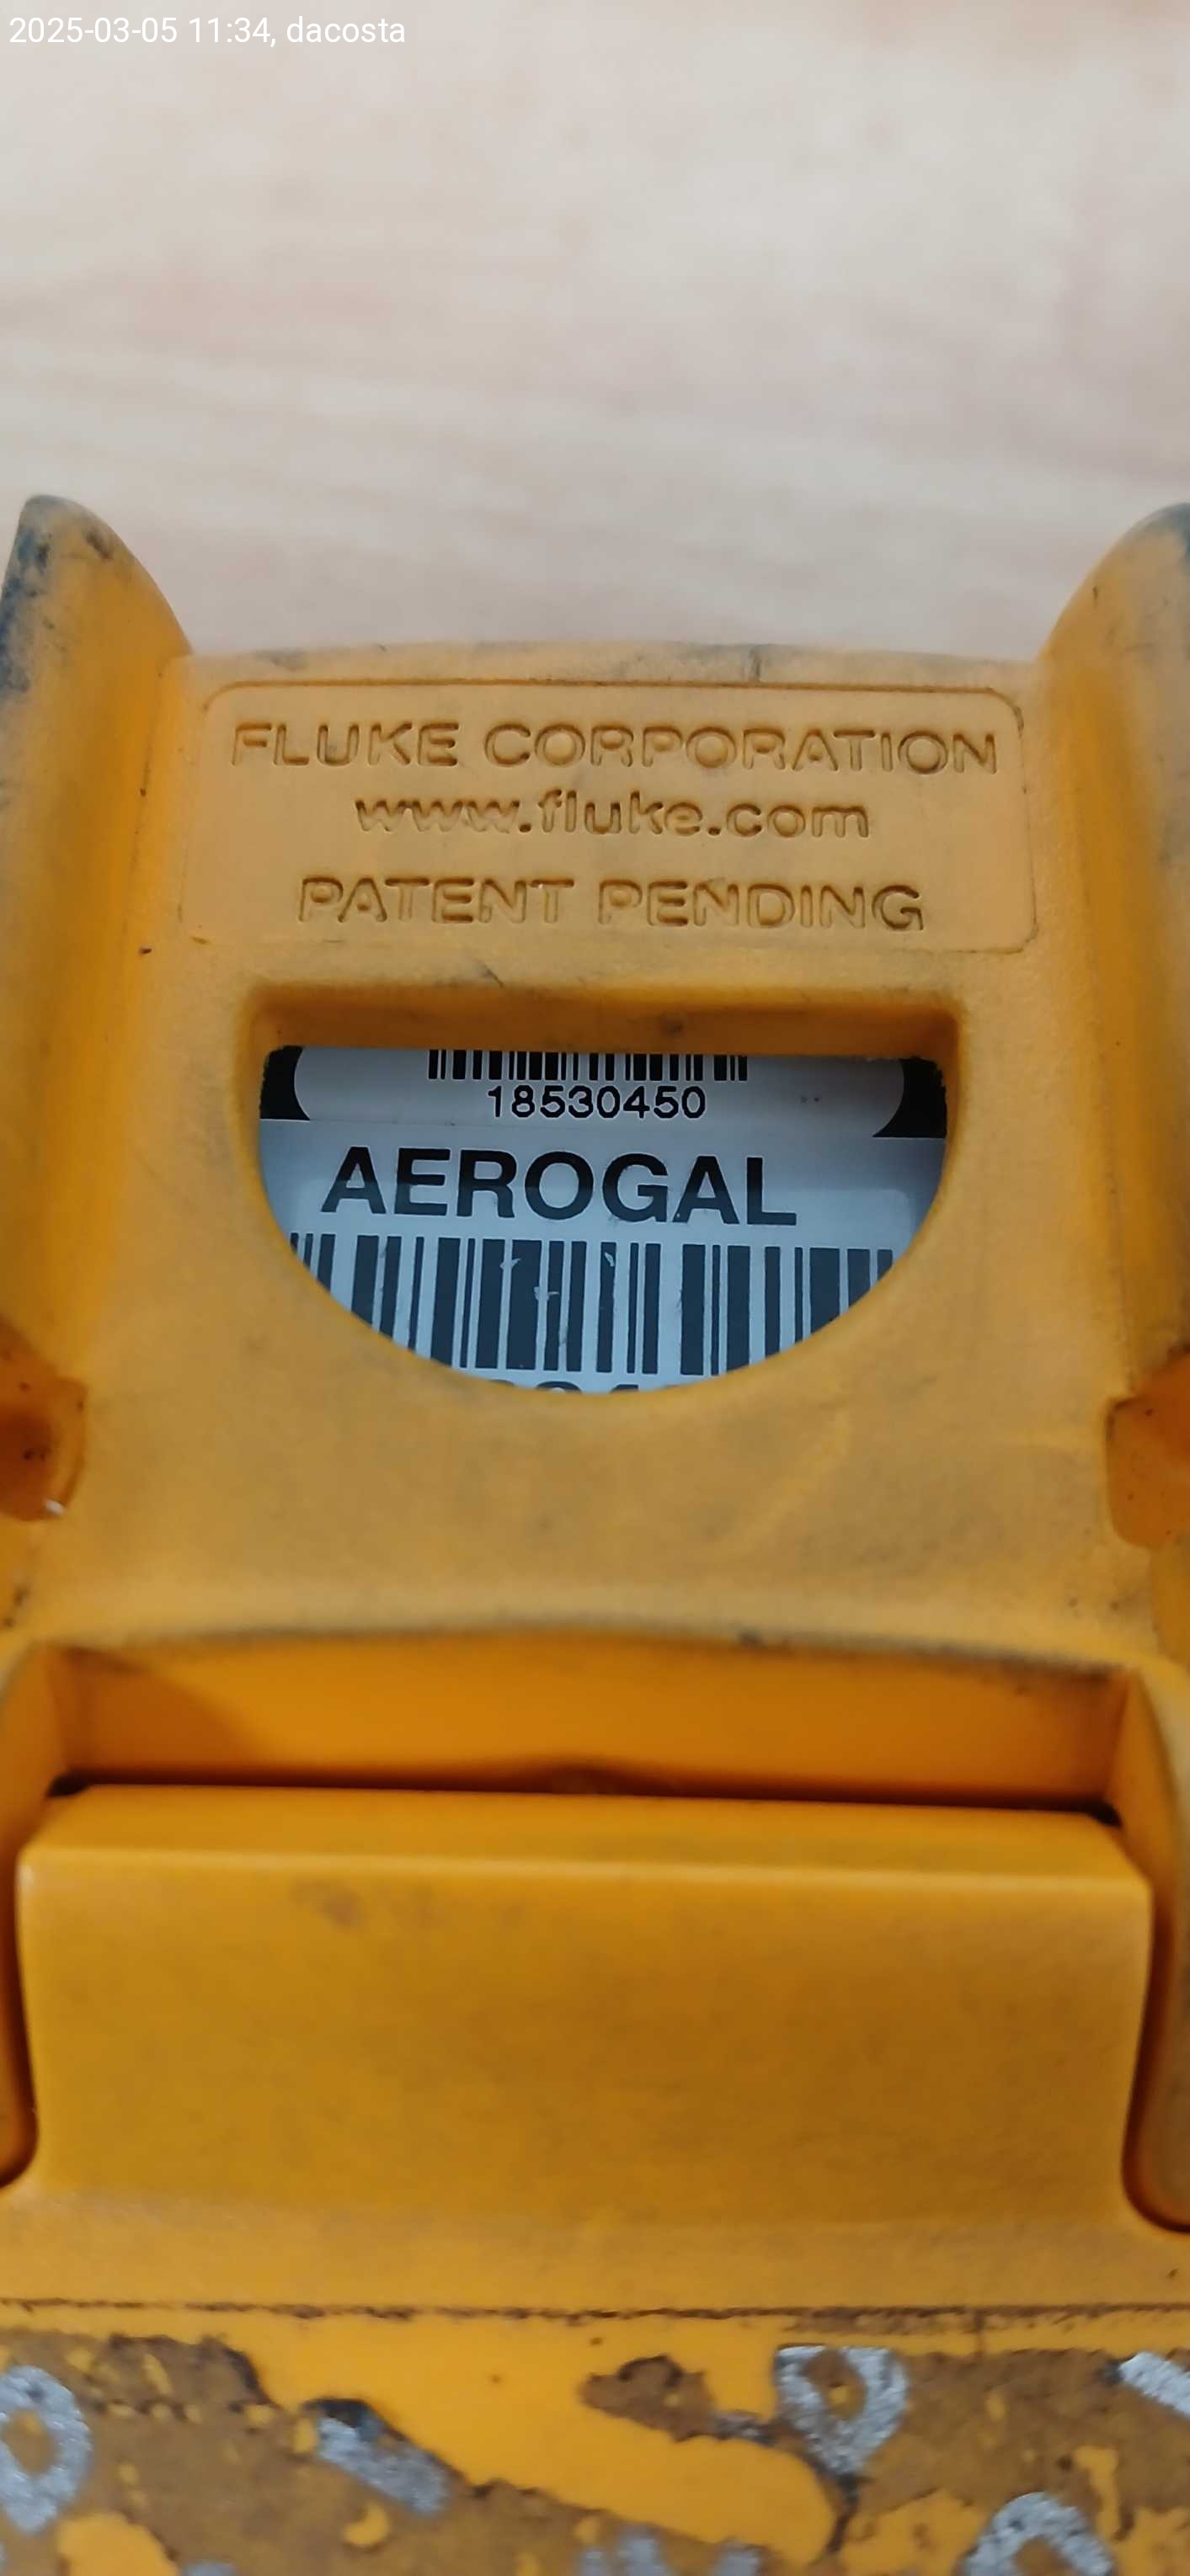 2025-03-05 11:34, dacosta
FLUKE CORPORATION
www.fluke.com
PATENT PENDING
18530450
AEROGAL